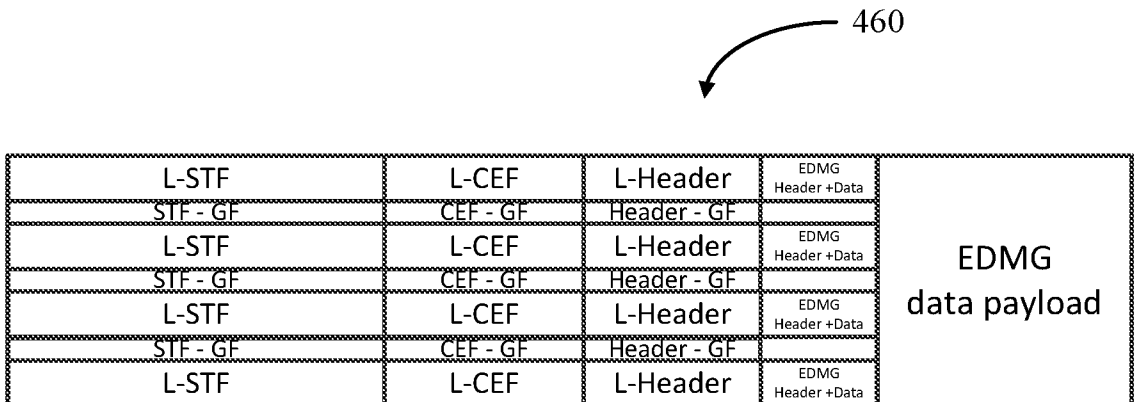 460
L-STF L-CEF L-Header EDMG Header +Data
STF - GF CEF - GF Header - GF
L-STF L-CEF L-Header EDMG Header +Data
STF - GF CEF - GF Header - GF
L-STF L-CEF L-Header EDMG Header +Data
STF - GF CEF - GF Header - GF
L-STF L-CEF L-Header EDMG Header +Data
EDMG
data payload